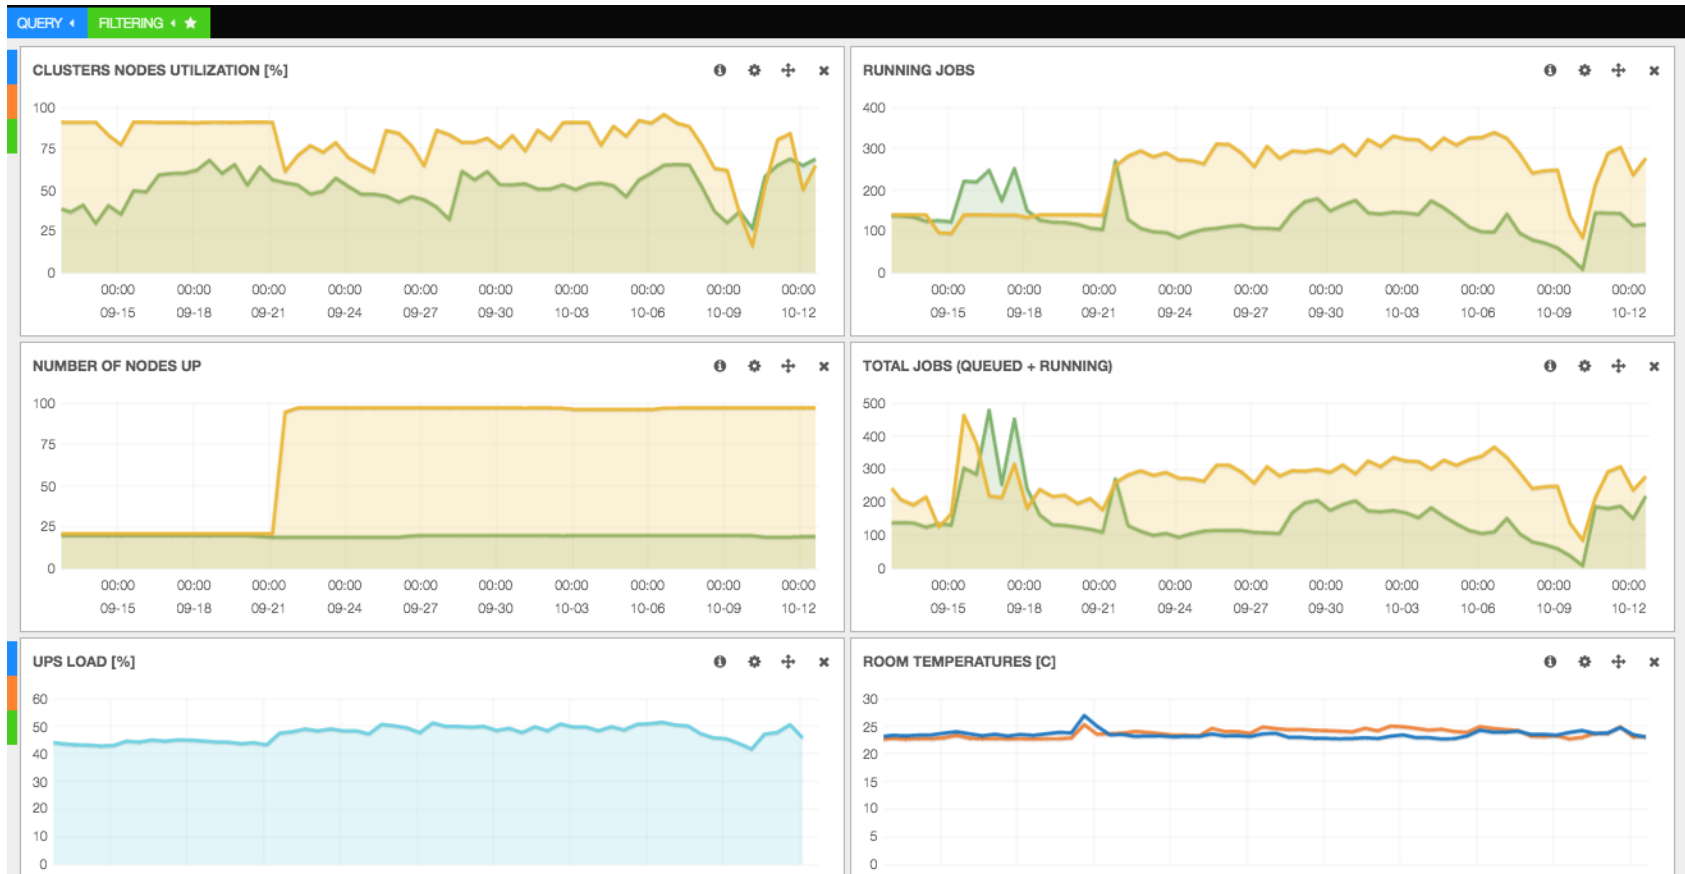 QUERY FILTERING
CLUSTERS NODES UTILIZATION [%]
100
75
50
25
0
00:00 00:00 00:00 00:00 00:00 00:00 00:00 00:00 00:00 00:00
09-15 09-18 09-21 09-24 09-27 09-30 10-03 10-06 10-09 10-12
RUNNING JOBS
400
300
200
100
0
00:00 00:00 00:00 00:00 00:00 00:00 00:00 00:00 00:00 00:00
09-15 09-18 09-21 09-24 09-27 09-30 10-03 10-06 10-09 10-12
NUMBER OF NODES UP
100
75
50
25
0
00:00 00:00 00:00 00:00 00:00 00:00 00:00 00:00 00:00 00:00
09-15 09-18 09-21 09-24 09-27 09-30 10-03 10-06 10-09 10-12
TOTAL JOBS (QUEUED + RUNNING)
500
400
300
200
100
0
00:00 00:00 00:00 00:00 00:00 00:00 00:00 00:00 00:00 00:00
09-15 09-18 09-21 09-24 09-27 09-30 10-03 10-06 10-09 10-12
UPS LOAD [%]
60
50
40
30
20
10
0
ROOM TEMPERATURES [C]
30
25
20
15
10
5
0